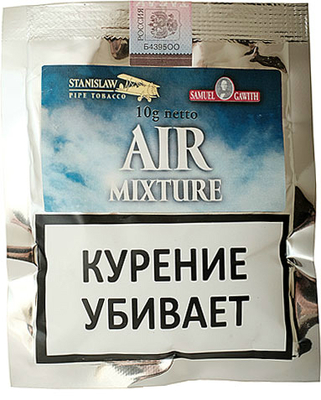 РОССИЯ
Б439500
STANISLAW
PIPE TOBACCO
SAMUEL GAWITH
10g netto
AIR
MIXTURE
КУРЕНИЕ
УБИВАЕТ